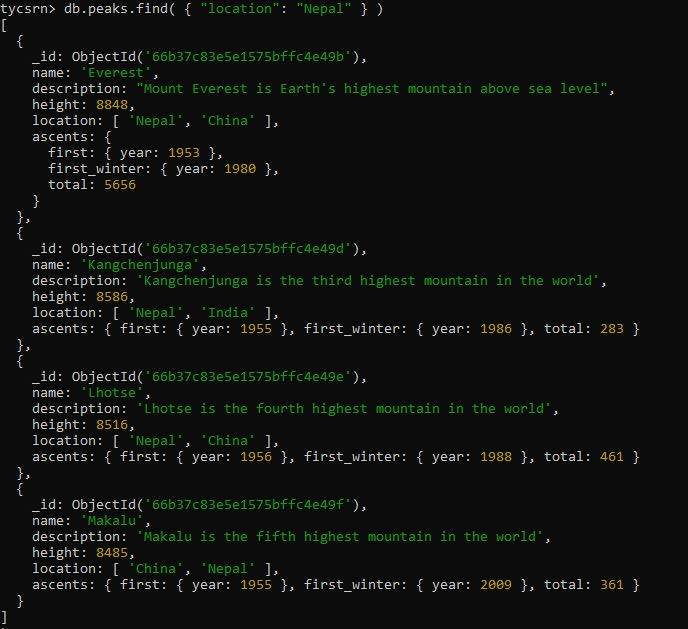 tycsrn> db.peaks.find( { "location": "Nepal" } )
[
  {
    _id: ObjectId('66b37c83e5e1575bffc4e49b'),
    name: 'Everest',
    description: "Mount Everest is Earth's highest mountain above sea level",
    height: 8848,
    location: [ 'Nepal', 'China' ],
    ascents: {
      first: { year: 1953 },
      first_winter: { year: 1980 },
      total: 5656
    }
  },
  {
    _id: ObjectId('66b37c83e5e1575bffc4e49d'),
    name: 'Kangchenjunga',
    description: 'Kangchenjunga is the third highest mountain in the world',
    height: 8586,
    location: [ 'Nepal', 'India' ],
    ascents: { first: { year: 1955 }, first_winter: { year: 1986 }, total: 283 }
  },
  {
    _id: ObjectId('66b37c83e5e1575bffc4e49e'),
    name: 'Lhotse',
    description: 'Lhotse is the fourth highest mountain in the world',
    height: 8516,
    location: [ 'Nepal', 'China' ],
    ascents: { first: { year: 1956 }, first_winter: { year: 1988 }, total: 461 }
  },
  {
    _id: ObjectId('66b37c83e5e1575bffc4e49f'),
    name: 'Makalu',
    description: 'Makalu is the fifth highest mountain in the world',
    height: 8485,
    location: [ 'China', 'Nepal' ],
    ascents: { first: { year: 1955 }, first_winter: { year: 2009 }, total: 361 }
  }
]